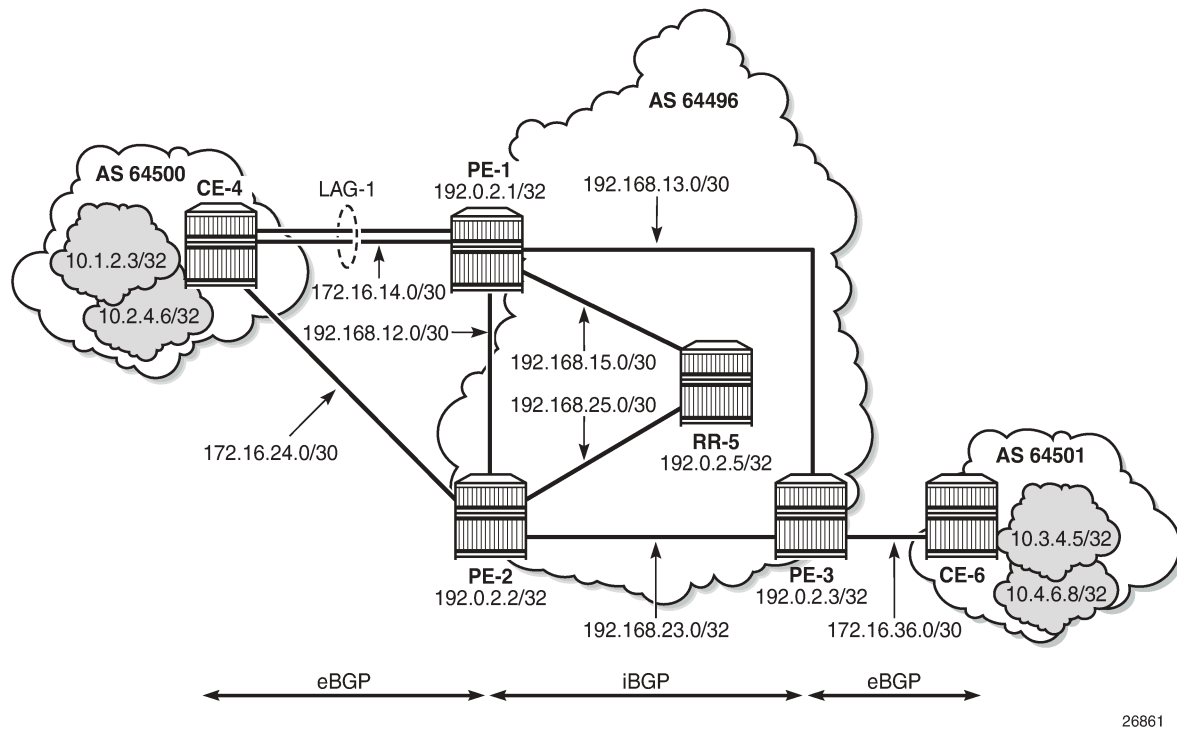 AS 64496
AS 64500
CE-4
LAG-1
PE-1
192.0.2.1/32
192.168.13.0/30
10.1.2.3/32
172.16.14.0/30
10.2.4.6/32
192.168.12.0/30
192.168.15.0/30
192.168.25.0/30
172.16.24.0/30
RR-5
192.0.2.5/32
AS 64501
10.3.4.5/32
PE-2
192.0.2.2/32
PE-3
192.0.2.3/32
CE-6
10.4.6.8/32
192.168.23.0/32
172.16.36.0/30
eBGP
iBGP
eBGP
26861